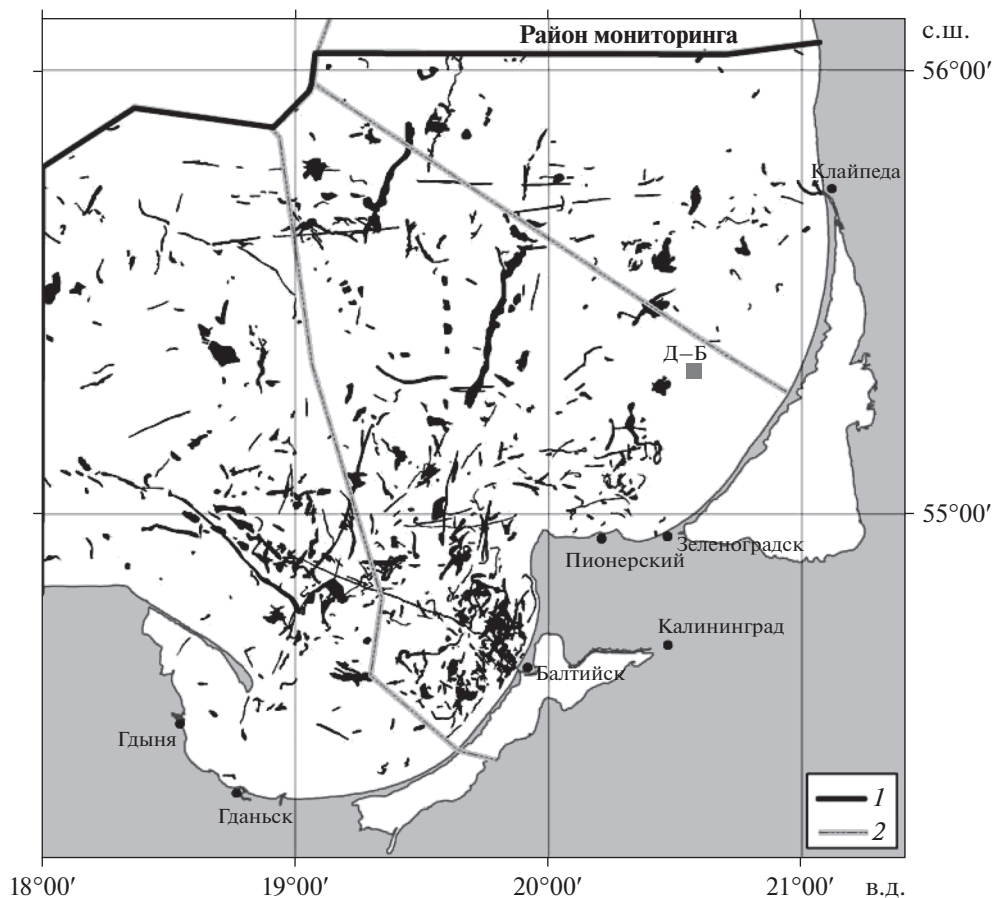 Район мониторинга
с.ш.
56°00′
Клайпеда
Д–Б
55°00′
Пионерский
Зеленоградск
Калининград
Балтийск
Гдыня
Гданьск
1
2
18°00′
19°00′
20°00′
21°00′
в.д.